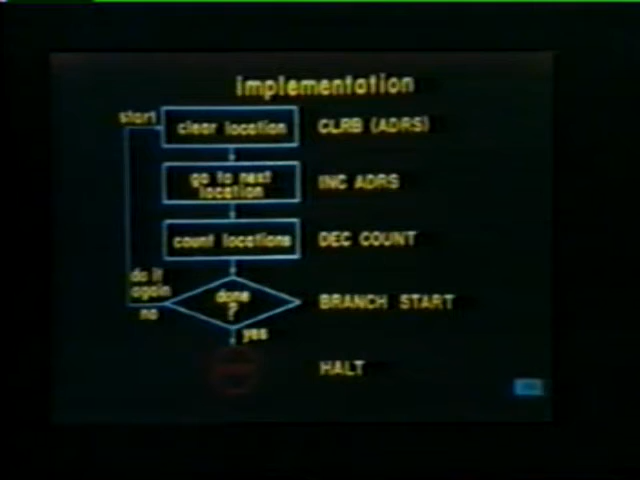 implementation
start
clear location
CLRB (ADRS)
go to next
location
INC ADRS
count locations
DEC COUNT
do it
again
no
done
?
BRANCH START
yes
HALT